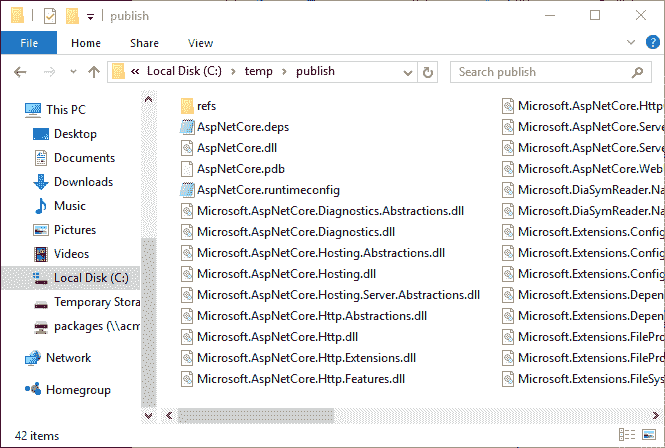 publish
File
Home
Share
View
« Local Disk (C:) > temp > publish
Search publish
This PC
Desktop
Documents
Downloads
Music
Pictures
Videos
Local Disk (C:)
Temporary Stora
packages (\\acm
Network
Homegroup
refs
AspNetCore.deps
AspNetCore.dll
AspNetCore.pdb
AspNetCore.runtimeconfig
Microsoft.AspNetCore.Diagnostics.Abstractions.dll
Microsoft.AspNetCore.Diagnostics.dll
Microsoft.AspNetCore.Hosting.Abstractions.dll
Microsoft.AspNetCore.Hosting.dll
Microsoft.AspNetCore.Hosting.Server.Abstractions.dll
Microsoft.AspNetCore.Http.Abstractions.dll
Microsoft.AspNetCore.Http.dll
Microsoft.AspNetCore.Http.Extensions.dll
Microsoft.AspNetCore.Http.Features.dll
Microsoft.AspNetCore.Http
Microsoft.AspNetCore.Serve
Microsoft.AspNetCore.Serve
Microsoft.AspNetCore.Web
Microsoft.DiaSymReader.Na
Microsoft.DiaSymReader.Na
Microsoft.Extensions.Config
Microsoft.Extensions.Config
Microsoft.Extensions.Config
Microsoft.Extensions.Depen
Microsoft.Extensions.Depen
Microsoft.Extensions.FilePro
Microsoft.Extensions.FilePro
Microsoft.Extensions.FileSys
42 items